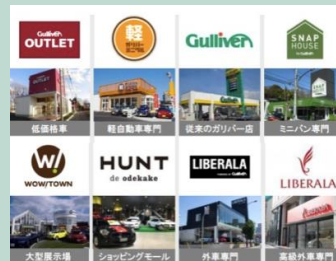 Gulliver
OUTLET
軽
Gulliver
SNAP
HOUSE
低価格車
軽自動車専門
従来のガリバー店
ミニバン専門
W!
WOW!TOWN
HUNT
de odekake
LIBERALA
LIBERALA
大型展示場
ショッピングモール
外車専門
高級外車専門